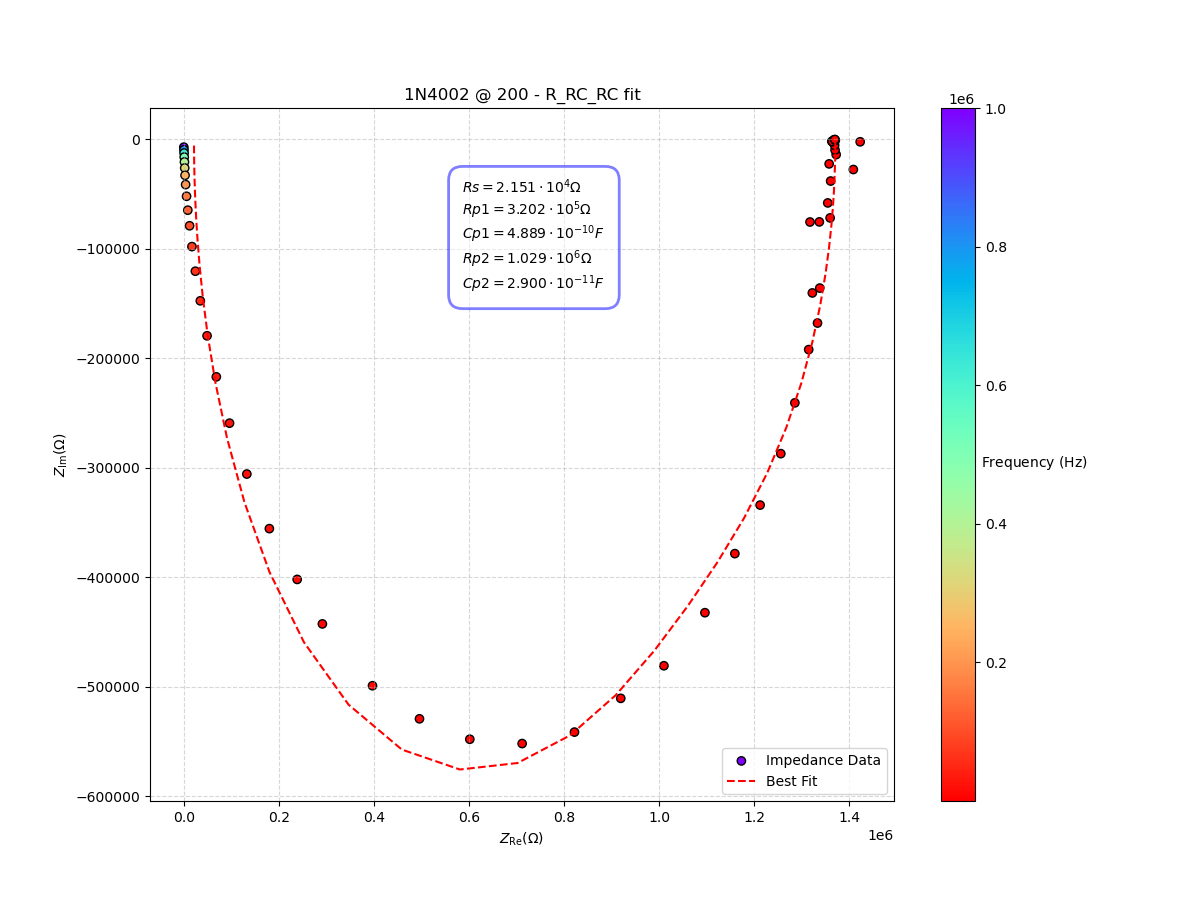 1N4002 @ 200 - R_RC_RC fit
1e6
0
−100000
−200000
−300000
−400000
−500000
−600000
Z_Im(Ω)
Rs = 2.151 · 10^4Ω
Rp1 = 3.202 · 10^5Ω
Cp1 = 4.889 · 10^−10F
Rp2 = 1.029 · 10^6Ω
Cp2 = 2.900 · 10^−11F
Impedance Data
Best Fit
0.0 0.2 0.4 0.6 0.8 1.0 1.2 1.4
1e6
Z_Re(Ω)
1.0
0.8
0.6
0.4
0.2
Frequency (Hz)